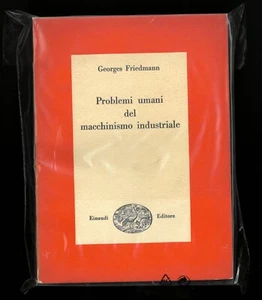 Georges Friedmann
Problemi umani
del
macchinismo industriale
Einaudi Editore